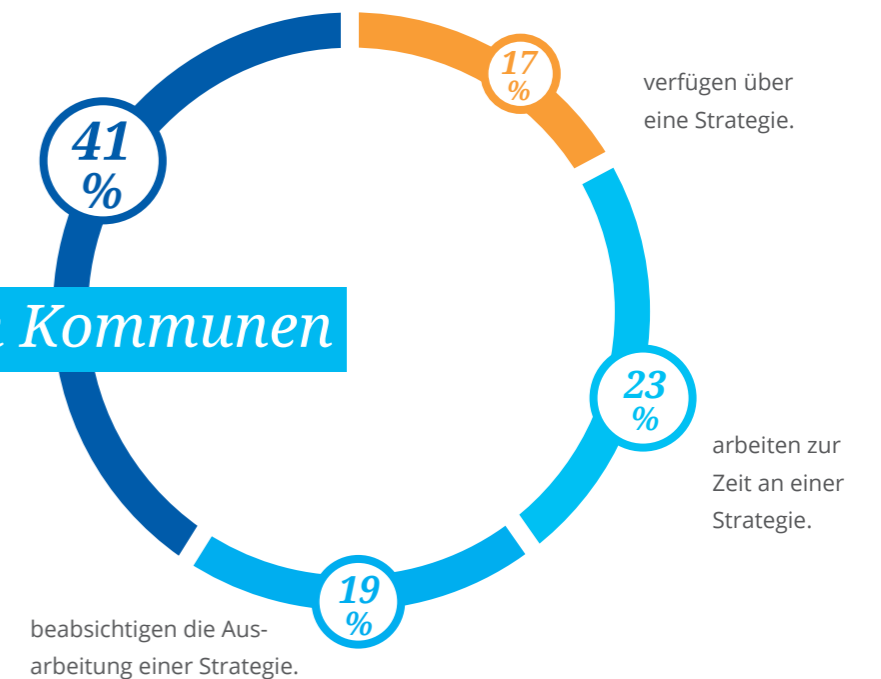 17
%
verfügen über
eine Strategie.
41
%
Kommunen
23
%
arbeiten zur
Zeit an einer
Strategie.
19
%
beabsichtigen die Aus-
arbeitung einer Strategie.